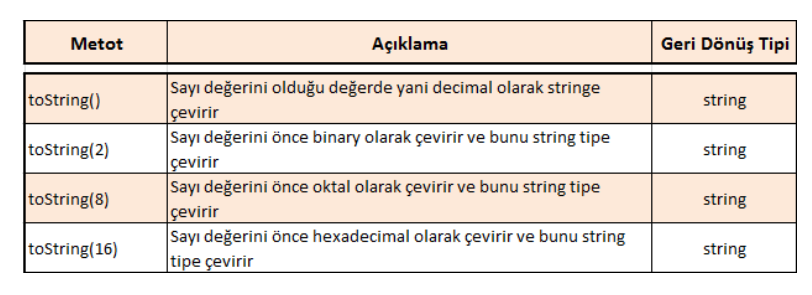 Metot Açıklama Geri Dönüş Tipi
toString() Sayı değerini olduğu değerde yani decimal olarak stringe
çevirir string
toString(2) Sayı değerini önce binary olarak çevirir ve bunu string tipe
çevirir string
toString(8) Sayı değerini önce oktal olarak çevirir ve bunu string tipe
çevirir string
toString(16) Sayı değerini önce hexadecimal olarak çevirir ve bunu string
tipe çevirir string